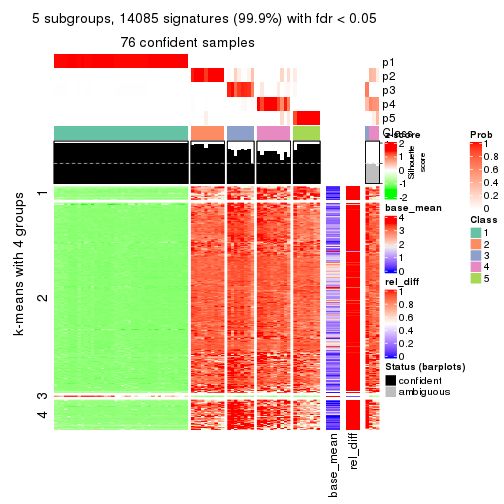 5 subgroups, 14085 signatures (99.9%) with fdr < 0.05
76 confident samples
p1
p2
p3
p4
p5
Class
Silhouette
score
1
2
3
4
k-means with 4 groups
base_mean
rel_diff
z-score
2
1
0
-1
-2
base_mean
4
3
2
1
0
rel_diff
1
0.8
0.6
0.4
0.2
0
Status (barplots)
confident
ambiguous
Prob
1
0.8
0.6
0.4
0.2
0
Class
1
2
3
4
5